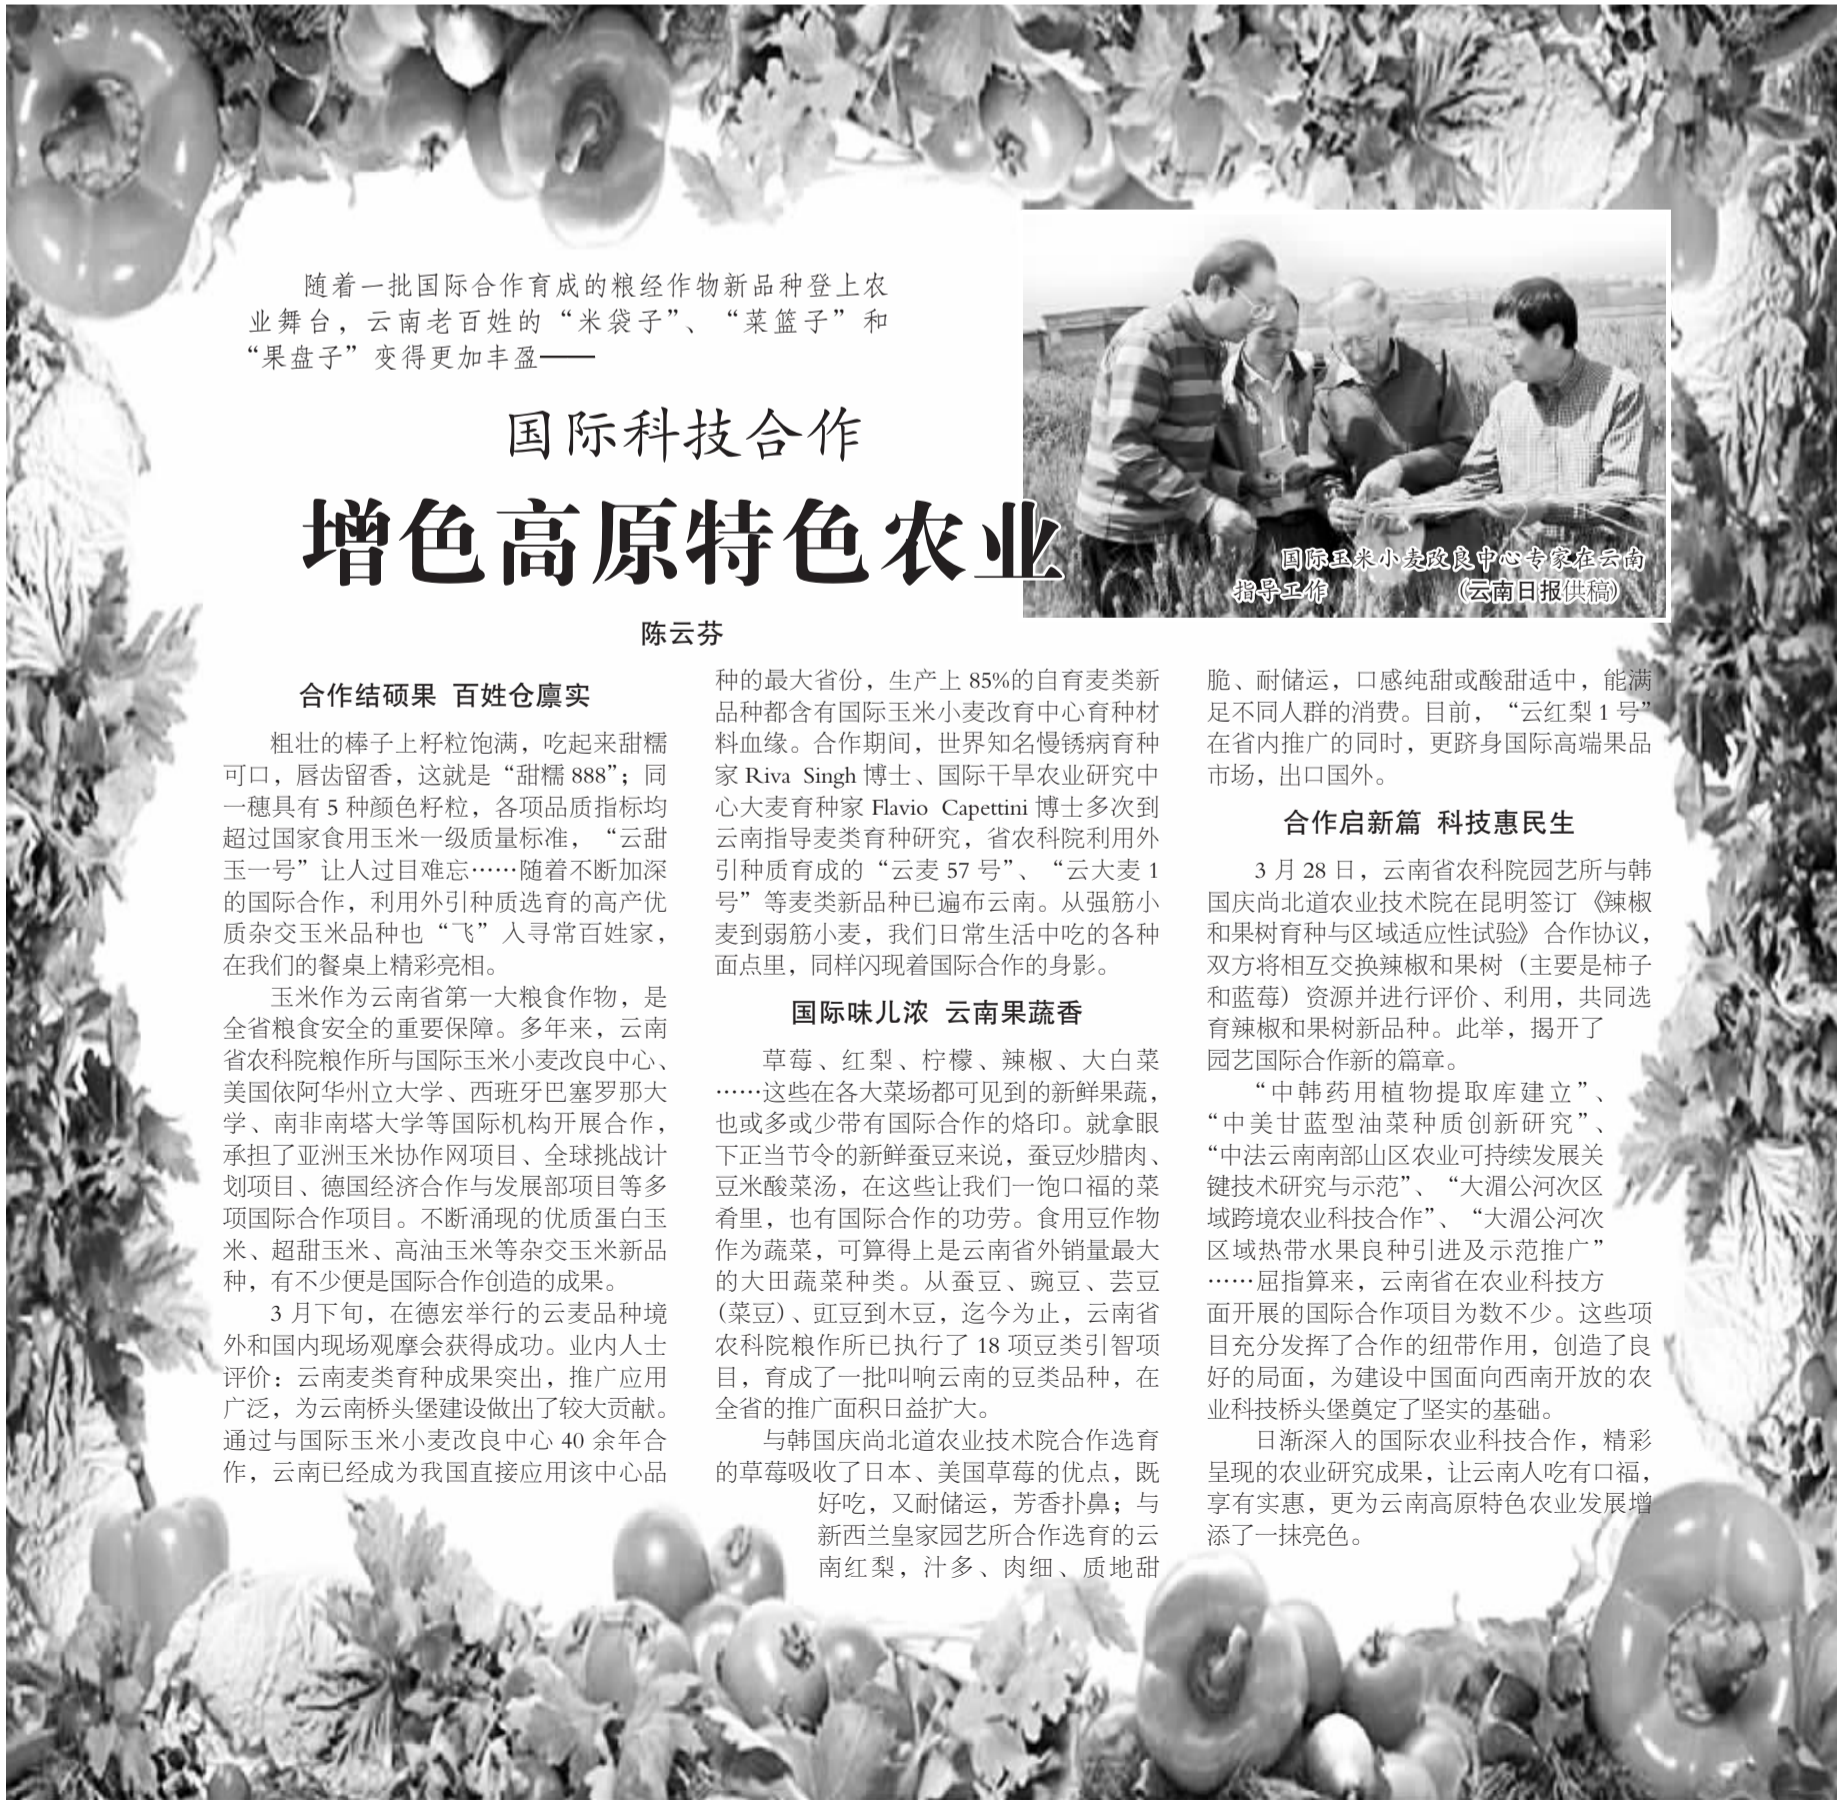 随着一批国际合作育成的粮经作物新品种登上农
业舞台，云南老百姓的“米袋子”、“菜篮子”和
“果盘子”变得更加丰盈——
国际科技合作
增色高原特色农业
陈云芬
国际玉米小麦改良中心专家在云南
指导工作 (云南日报供稿)
合作结硕果 百姓仓廪实
粗壮的棒子上籽粒饱满，吃起来甜糯
可口，唇齿留香，这就是“甜糯 888”；同
一穗具有 5 种颜色籽粒，各项品质指标均
超过国家食用玉米一级质量标准，“云甜
玉一号”让人过目难忘……随着不断加深
的国际合作，利用外引种质选育的高产优
质杂交玉米品种也“飞”入寻常百姓家，
在我们的餐桌上精彩亮相。
玉米作为云南省第一大粮食作物，是
全省粮食安全的重要保障。多年来，云南
省农科院粮作所与国际玉米小麦改良中心、
美国依阿华州立大学、西班牙巴塞罗那大
学、南非南塔大学等国际机构开展合作，
承担了亚洲玉米协作网项目、全球挑战计
划项目、德国经济合作与发展部项目等多
项国际合作项目。不断涌现的优质蛋白玉
米、超甜玉米、高油玉米等杂交玉米新品
种，有不少便是国际合作创造的成果。
3 月下旬，在德宏举行的云麦品种境
外和国内现场观摩会获得成功。业内人士
评价：云南麦类育种成果突出，推广应用
广泛，为云南桥头堡建设做出了较大贡献。
通过与国际玉米小麦改良中心 40 余年合
作，云南已经成为我国直接应用该中心品
种的最大省份，生产上 85%的自育麦类新
品种都含有国际玉米小麦改育中心育种材
料血缘。合作期间，世界知名慢锈病育种
家 Riva Singh 博士、国际干旱农业研究中
心大麦育种家 Flavio Capettini 博士多次到
云南指导麦类育种研究，省农科院利用外
引种质育成的“云麦 57 号”、“云大麦 1
号”等麦类新品种已遍布云南。从强筋小
麦到弱筋小麦，我们日常生活中吃的各种
面点里，同样闪现着国际合作的身影。
国际味儿浓 云南果蔬香
草莓、红梨、柠檬、辣椒、大白菜
……这些在各大菜场都可见到的新鲜果蔬，
也或多或少带有国际合作的烙印。就拿眼
下正当节令的新鲜蚕豆来说，蚕豆炒腊肉、
豆米酸菜汤，在这些让我们一饱口福的菜
肴里，也有国际合作的功劳。食用豆作物
作为蔬菜，可算得上是云南省外销量最大
的大田蔬菜种类。从蚕豆、豌豆、芸豆
(菜豆)、豇豆到木豆，迄今为止，云南省
农科院粮作所已执行了 18 项豆类引智项
目，育成了一批叫响云南的豆类品种，在
全省的推广面积日益扩大。
与韩国庆尚北道农业技术院合作选育
的草莓吸收了日本、美国草莓的优点，既
好吃，又耐储运，芳香扑鼻；与
新西兰皇家园艺所合作选育的云
南红梨，汁多、肉细、质地甜
脆、耐储运，口感纯甜或酸甜适中，能满
足不同人群的消费。目前，“云红梨 1 号”
在省内推广的同时，更跻身国际高端果品
市场，出口国外。
合作启新篇 科技惠民生
3 月 28 日，云南省农科院园艺所与韩
国庆尚北道农业技术院在昆明签订《辣椒
和果树育种与区域适应性试验》合作协议，
双方将相互交换辣椒和果树（主要是柿子
和蓝莓）资源并进行评价、利用，共同选
育辣椒和果树新品种。此举，揭开了
园艺国际合作新的篇章。
“中韩药用植物提取库建立”、
“中美甘蓝型油菜种质创新研究”、
“中法云南南部山区农业可持续发展关
键技术研究与示范”、“大湄公河次区
域跨境农业科技合作”、“大湄公河次
区域热带水果良种引进及示范推广”
……屈指算来，云南省在农业科技方
面开展的国际合作项目为数不少。这些项
目充分发挥了合作的纽带作用，创造了良
好的局面，为建设中国面向西南开放的农
业科技桥头堡奠定了坚实的基础。
日渐深入的国际农业科技合作，精彩
呈现的农业研究成果，让云南人吃有口福，
享有实惠，更为云南高原特色农业发展增
添了一抹亮色。